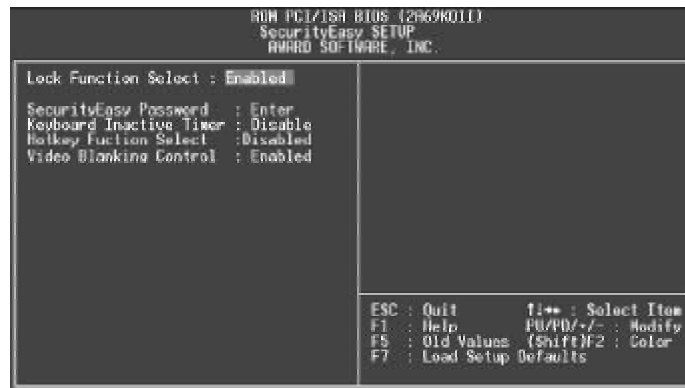 ROM PCI/ISA BIOS (2A69KQ1I)
SecurityEasy SETUP
AWARD SOFTWARE, INC.
Lock Function Select : Enabled
SecurityEasy Password : Enter
Keyboard Inactive Timer : Disable
Hotkey Fuction Select :Disabled
Video Blanking Control : Enabled
ESC : Quit ↑↓→← : Select Item
F1 : Help PU/PD/+/- : Modify
F5 : Old Values (Shift)F2 : Color
F7 : Load Setup Defaults